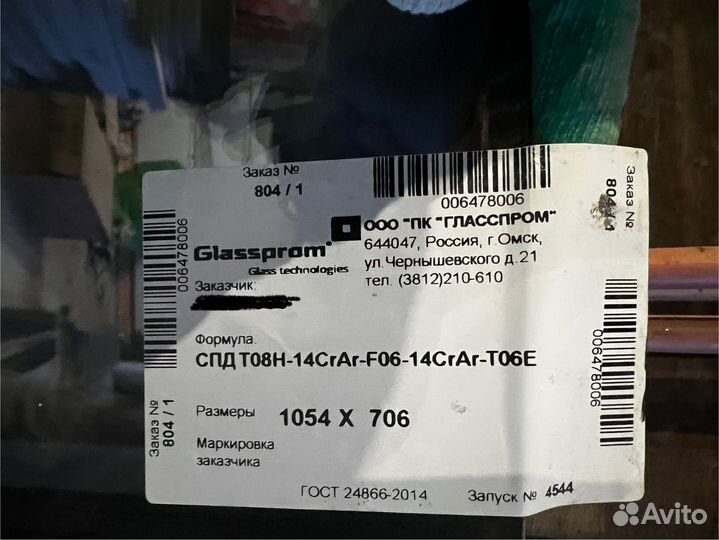 Заказ №
804 / 1
006478006
006478006
Glassprom
Glass technologies
ООО "ПК "ГЛАССПРОМ"
644047, Россия, г.Омск,
ул.Чернышевского д.21
тел. (3812)210-610
Заказчик:
Формула:
СПД Т08Н-14CrAr-F06-14CrAr-T06E
Размеры 1054 X 706
Маркировка
заказчика
ГОСТ 24866-2014
Запуск № 4544
Заказ №
804 / 1
Заказ №:
006478006
Avito